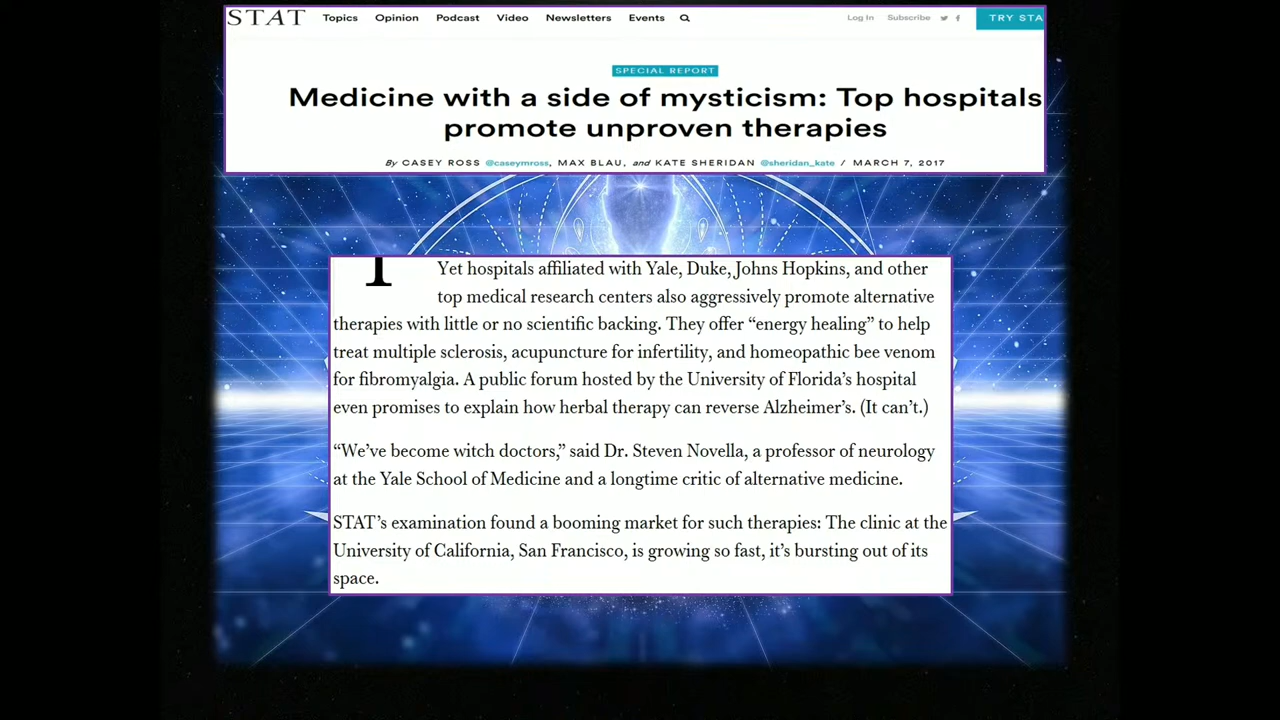 STAT Topics Opinion Podcast Video Newsletters Events Log In Subscribe TRY STA
SPECIAL REPORT
Medicine with a side of mysticism: Top hospitals
promote unproven therapies
By CASEY ROSS @caseymross, MAX BLAU, and KATE SHERIDAN @sheridan_kate / MARCH 7, 2017
Yet hospitals affiliated with Yale, Duke, Johns Hopkins, and other
top medical research centers also aggressively promote alternative
therapies with little or no scientific backing. They offer “energy healing” to help
treat multiple sclerosis, acupuncture for infertility, and homeopathic bee venom
for fibromyalgia. A public forum hosted by the University of Florida’s hospital
even promises to explain how herbal therapy can reverse Alzheimer’s. (It can’t.)
“We’ve become witch doctors,” said Dr. Steven Novella, a professor of neurology
at the Yale School of Medicine and a longtime critic of alternative medicine.
STAT’s examination found a booming market for such therapies: The clinic at the
University of California, San Francisco, is growing so fast, it’s bursting out of its
space.